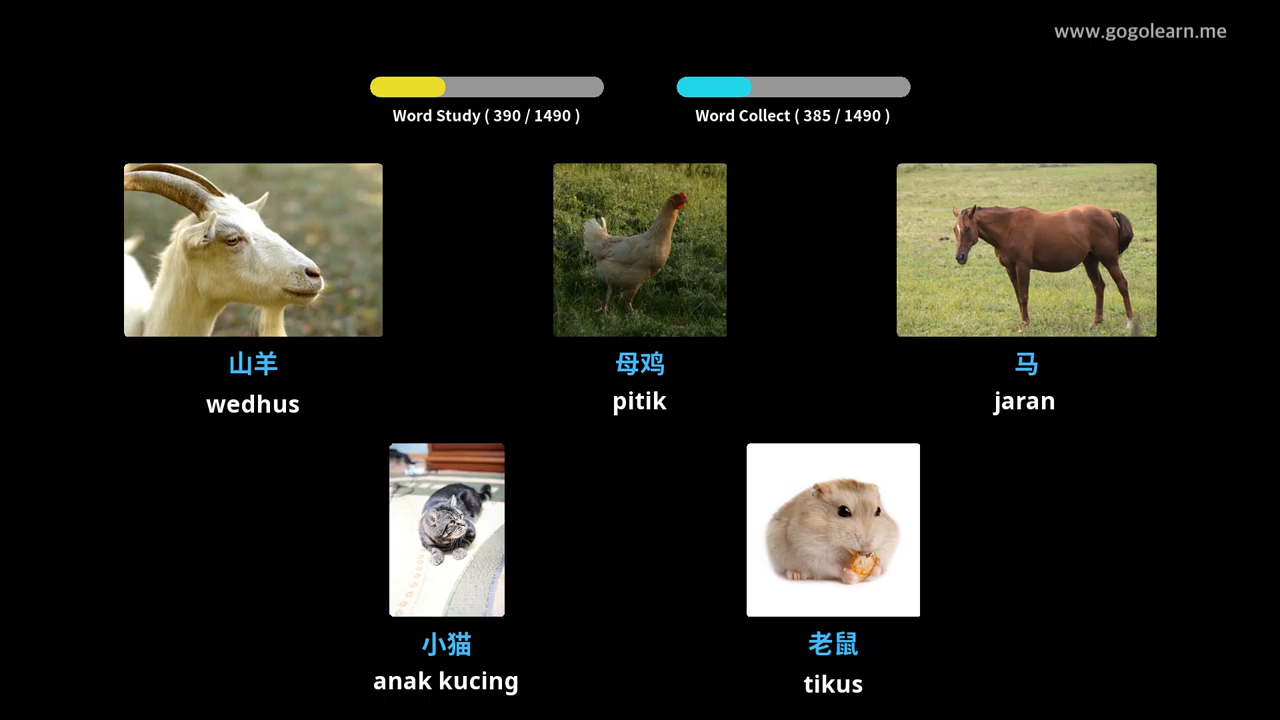 www.gogolearn.me
Word Study ( 390 / 1490 )
Word Collect ( 385 / 1490 )
山羊
wedhus
母鸡
pitik
马
jaran
小猫
anak kucing
老鼠
tikus